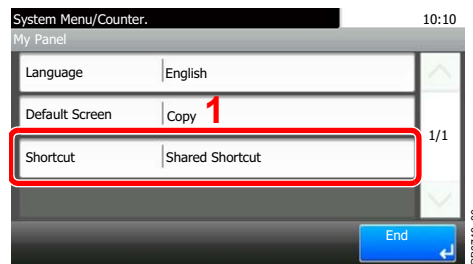 System Menu/Counter. 10:10
My Panel
Language English
Default Screen Copy 1
1/1
Shortcut Shared Shortcut
End